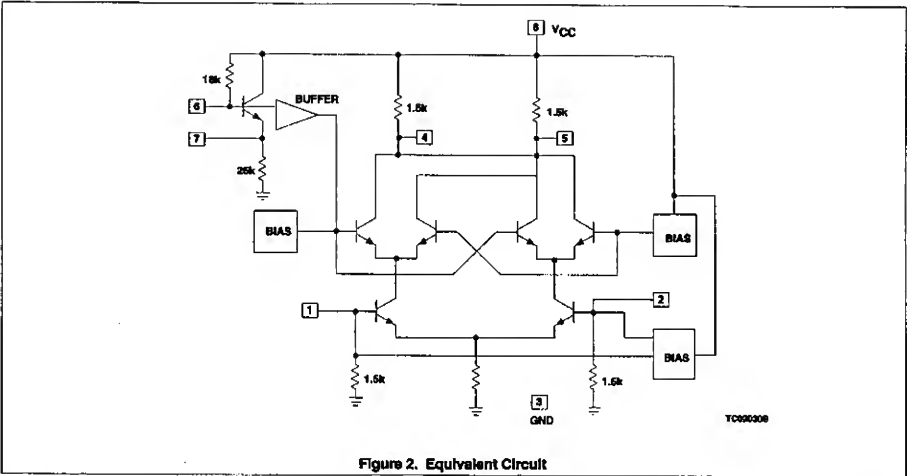 8 VCC
18k
6
BUFFER
1.5k
1.5k
7
4
5
25k
BIAS
BIAS
1
2
BIAS
1.5k
1.5k
3
GND
TC02030S
Figure 2. Equivalent Circuit